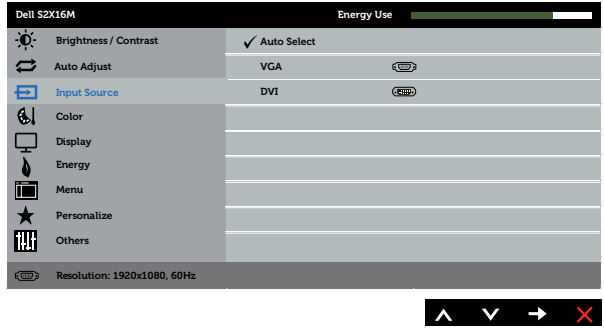 Dell S2X16M Energy Use
Brightness / Contrast Auto Select
Auto Adjust VGA
Input Source DVI
Color
Display
Energy
Menu
Personalize
Others
Resolution: 1920x1080, 60Hz